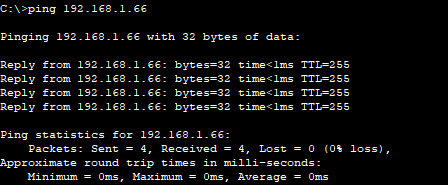 C:\>ping 192.168.1.66
Pinging 192.168.1.66 with 32 bytes of data:
Reply from 192.168.1.66: bytes=32 time<1ms TTL=255
Reply from 192.168.1.66: bytes=32 time<1ms TTL=255
Reply from 192.168.1.66: bytes=32 time<1ms TTL=255
Reply from 192.168.1.66: bytes=32 time<1ms TTL=255
Ping statistics for 192.168.1.66:
    Packets: Sent = 4, Received = 4, Lost = 0 (0% loss),
Approximate round trip times in milli-seconds:
    Minimum = 0ms, Maximum = 0ms, Average = 0ms